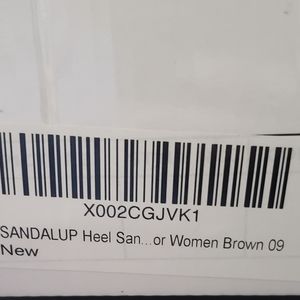 X002CGJVK1
SANDALUP Heel San...or Women Brown 09
New